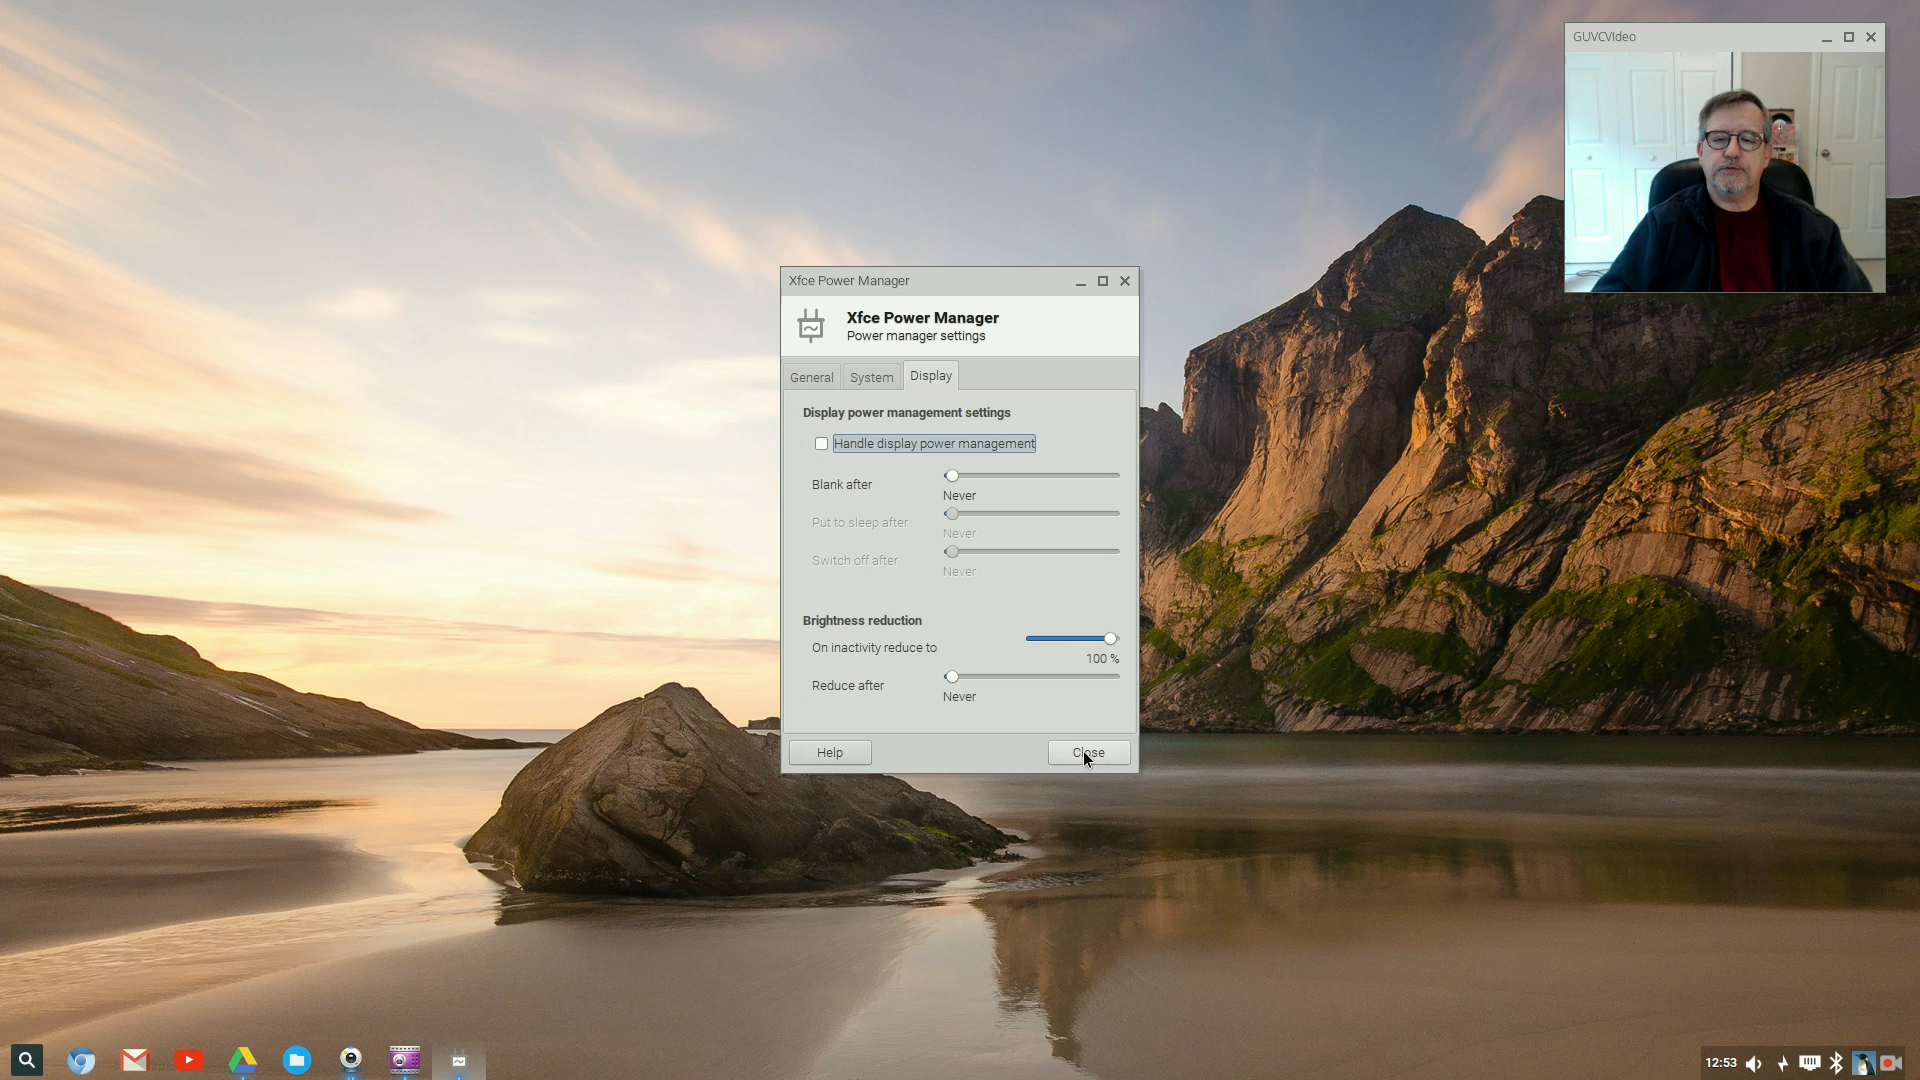 GUVCVideo
Xfce Power Manager
Xfce Power Manager
Power manager settings
General
System
Display
Display power management settings
Handle display power management
Blank after
Never
Put to sleep after
Never
Switch off after
Never
Brightness reduction
On inactivity reduce to
100 %
Reduce after
Never
Help
Close
12:53